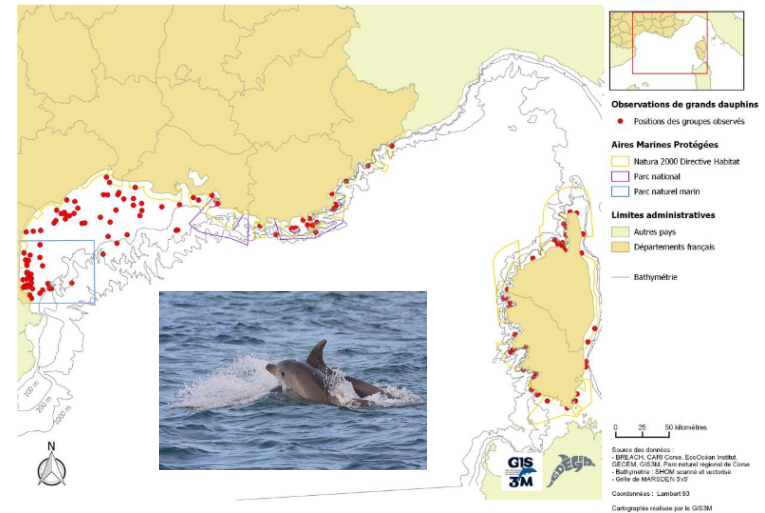 Observations de grands dauphins
Positions des groupes observés
Aires Marines Protégées
Natura 2000 Directive Habitat
Parc national
Parc naturel marin
Limites administratives
Autres pays
Départements français
Bathymétrie
100 m
200 m
1000 m
N
GIS
3M
GDEGEM
0 25 50 kilomètres
Source des données :
- BREACH, CARI Corse, EcoOcéan Institut,
GECEM, GIS3M, Parc naturel régional de Corse
- Bathymétrie : SHOM scanné et vectorisé
- Grille de MARSDEN 5'x5'
Coordonnées : Lambert 93
Cartographie réalisée par le GIS3M